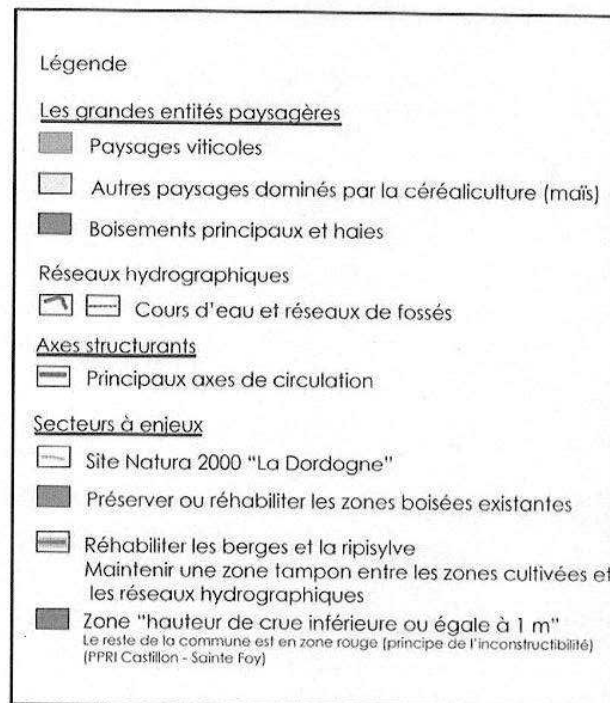 Légende
Les grandes entités paysagères
Paysages viticoles
Autres paysages dominés par la céréaliculture (maïs)
Boisements principaux et haies
Réseaux hydrographiques
Cours d'eau et réseaux de fossés
Axes structurants
Principaux axes de circulation
Secteurs à enjeux
Site Natura 2000 "La Dordogne"
Préserver ou réhabiliter les zones boisées existantes
Réhabiliter les berges et la ripisylve
Maintenir une zone tampon entre les zones cultivées et
les réseaux hydrographiques
Zone "hauteur de crue inférieure ou égale à 1 m"
Le reste de la commune est en zone rouge (principe de l'inconstructibilité)
(PPRI Castillon - Sainte Foy)